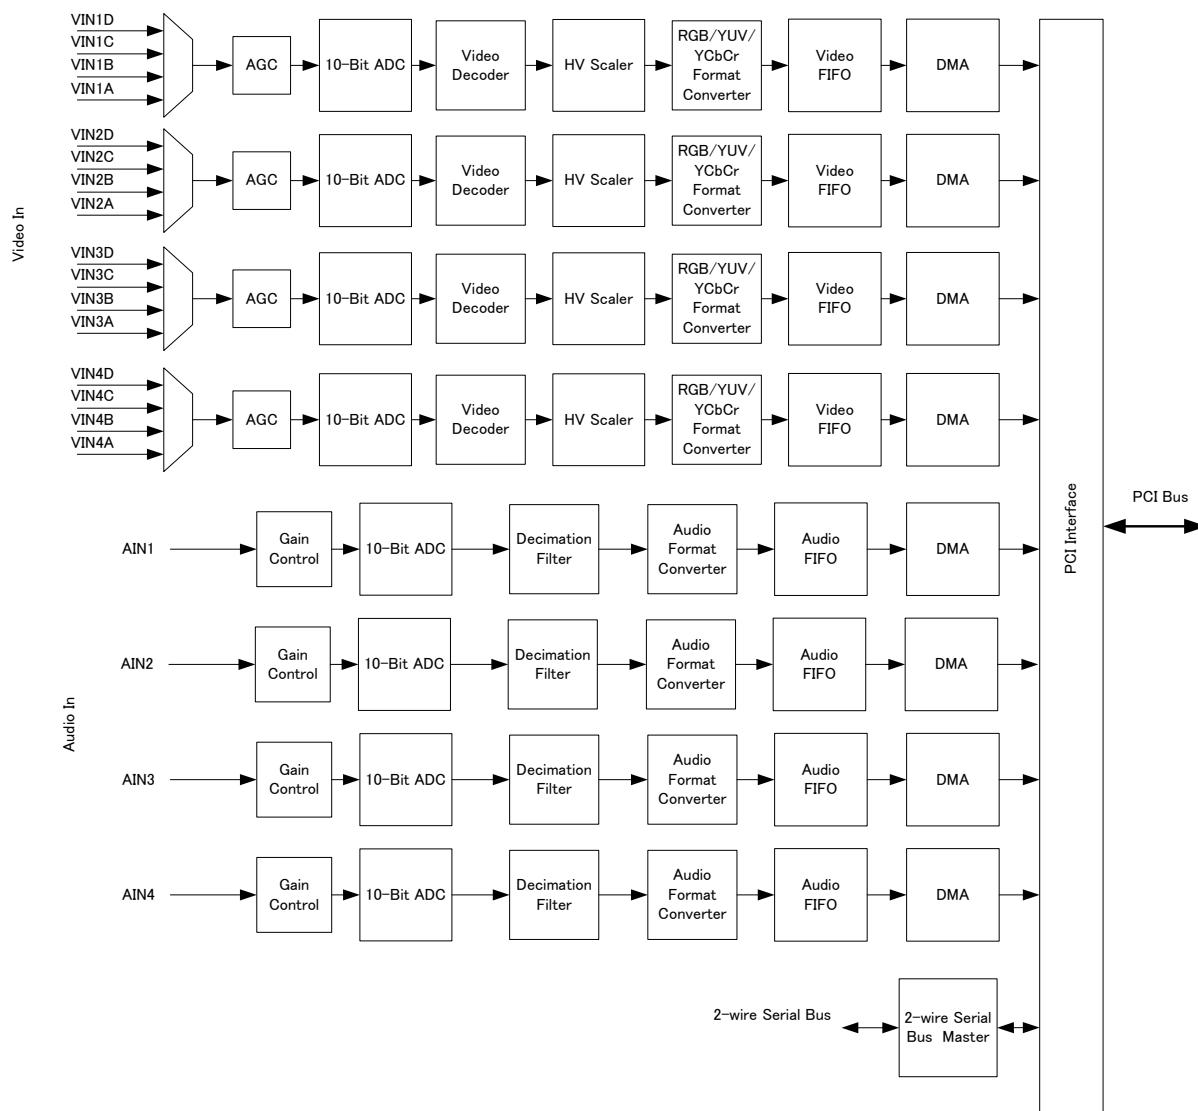 Video In
VIN1D
VIN1C
VIN1B
VIN1A
AGC
10-Bit ADC
Video
Decoder
HV Scaler
RGB/YUV/
YCbCr
Format
Converter
Video
FIFO
DMA
VIN2D
VIN2C
VIN2B
VIN2A
AGC
10-Bit ADC
Video
Decoder
HV Scaler
RGB/YUV/
YCbCr
Format
Converter
Video
FIFO
DMA
VIN3D
VIN3C
VIN3B
VIN3A
AGC
10-Bit ADC
Video
Decoder
HV Scaler
RGB/YUV/
YCbCr
Format
Converter
Video
FIFO
DMA
VIN4D
VIN4C
VIN4B
VIN4A
AGC
10-Bit ADC
Video
Decoder
HV Scaler
RGB/YUV/
YCbCr
Format
Converter
Video
FIFO
DMA
Audio In
AIN1
Gain
Control
10-Bit ADC
Decimation
Filter
Audio
Format
Converter
Audio
FIFO
DMA
AIN2
Gain
Control
10-Bit ADC
Decimation
Filter
Audio
Format
Converter
Audio
FIFO
DMA
AIN3
Gain
Control
10-Bit ADC
Decimation
Filter
Audio
Format
Converter
Audio
FIFO
DMA
AIN4
Gain
Control
10-Bit ADC
Decimation
Filter
Audio
Format
Converter
Audio
FIFO
DMA
2-wire Serial Bus
2-wire Serial
Bus Master
PCI Interface
PCI Bus